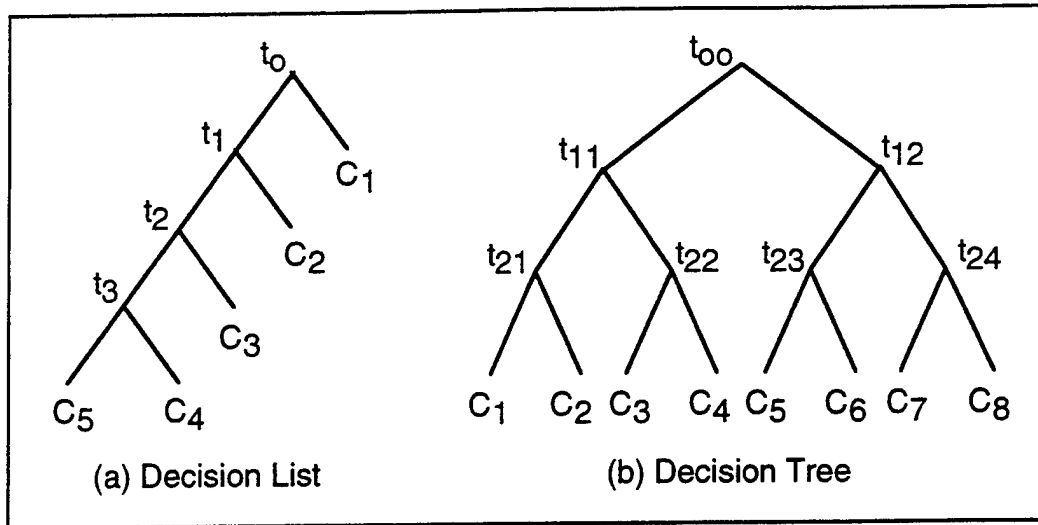 t₀ t₀₀
t₁ C₁ t₁₁ t₁₂
t₂ C₂ t₂₁ t₂₂ t₂₃ t₂₄
t₃ C₃
C₅ C₄ C₁ C₂ C₃ C₄ C₅ C₆ C₇ C₈
(a) Decision List (b) Decision Tree